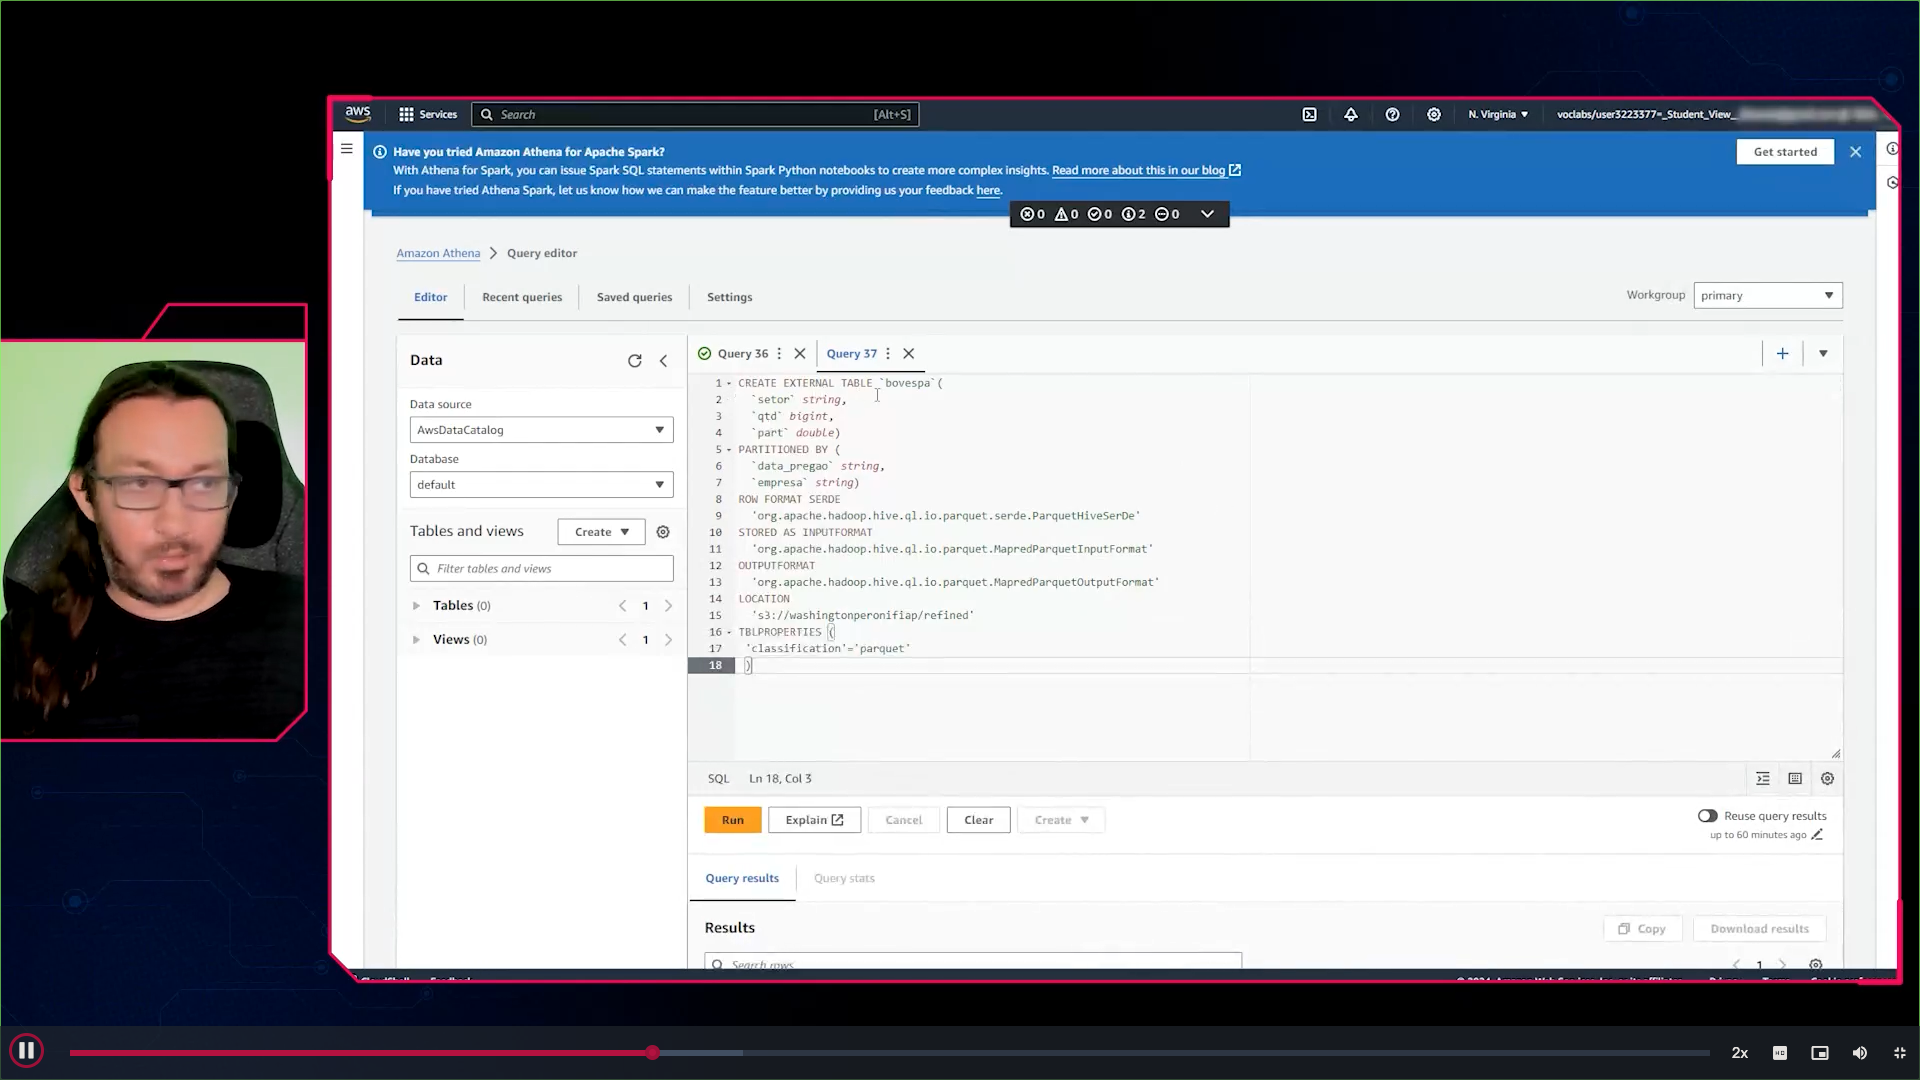 aws
Services
Search
[Alt+S]
N. Virginia
voclabs/user3223377=_Student_View_
Have you tried Amazon Athena for Apache Spark?
With Athena for Spark, you can issue Spark SQL statements within Spark Python notebooks to create more complex insights. Read more about this in our blog
If you have tried Athena Spark, let us know how we can make the feature better by providing us your feedback here.
Get started
0 0 0 2 0
Amazon Athena > Query editor
Editor
Recent queries
Saved queries
Settings
Workgroup
primary
Data
Data source
AwsDataCatalog
Database
default
Tables and views
Create
Filter tables and views
Tables (0)
1
Views (0)
1
Query 36
Query 37
1 CREATE EXTERNAL TABLE `bovespa`(
2 `setor` string,
3 `qtd` bigint,
4 `part` double)
5 PARTITIONED BY (
6 `data_pregao` string,
7 `empresa` string)
8 ROW FORMAT SERDE
9 'org.apache.hadoop.hive.ql.io.parquet.serde.ParquetHiveSerDe'
10 STORED AS INPUTFORMAT
11 'org.apache.hadoop.hive.ql.io.parquet.MapredParquetInputFormat'
12 OUTPUTFORMAT
13 'org.apache.hadoop.hive.ql.io.parquet.MapredParquetOutputFormat'
14 LOCATION
15 's3://washingtonperonifiap/refined'
16 TBLPROPERTIES (
17 'classification'='parquet'
18 )
SQL
Ln 18, Col 3
Run
Explain
Cancel
Clear
Create
Reuse query results
up to 60 minutes ago
Query results
Query stats
Results
Copy
Download results
Search rows
1
2x